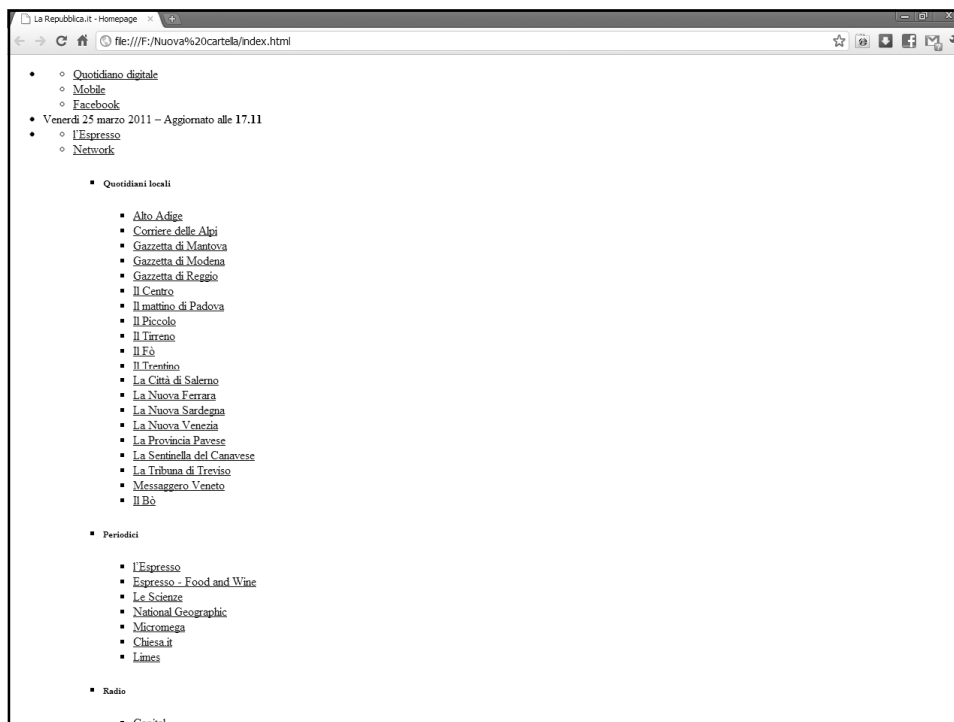 La Repubblica.it - Homepage
file:///F:/Nuova%20cartella/index.html
Quotidiano digitale
Mobile
Facebook
Venerdì 25 marzo 2011 – Aggiornato alle 17.11
l'Espresso
Network
Quotidiani locali
Alto Adige
Corriere delle Alpi
Gazzetta di Mantova
Gazzetta di Modena
Gazzetta di Reggio
Il Centro
Il mattino di Padova
Il Piccolo
Il Tirreno
Il Fò
Il Trentino
La Città di Salerno
La Nuova Ferrara
La Nuova Sardegna
La Nuova Venezia
La Provincia Pavese
La Sentinella del Canavese
La Tribuna di Treviso
Messaggero Veneto
Il Bò
Periodici
l'Espresso
Espresso - Food and Wine
Le Scienze
National Geographic
Micromega
Chiesa.it
Limes
Radio
Capital